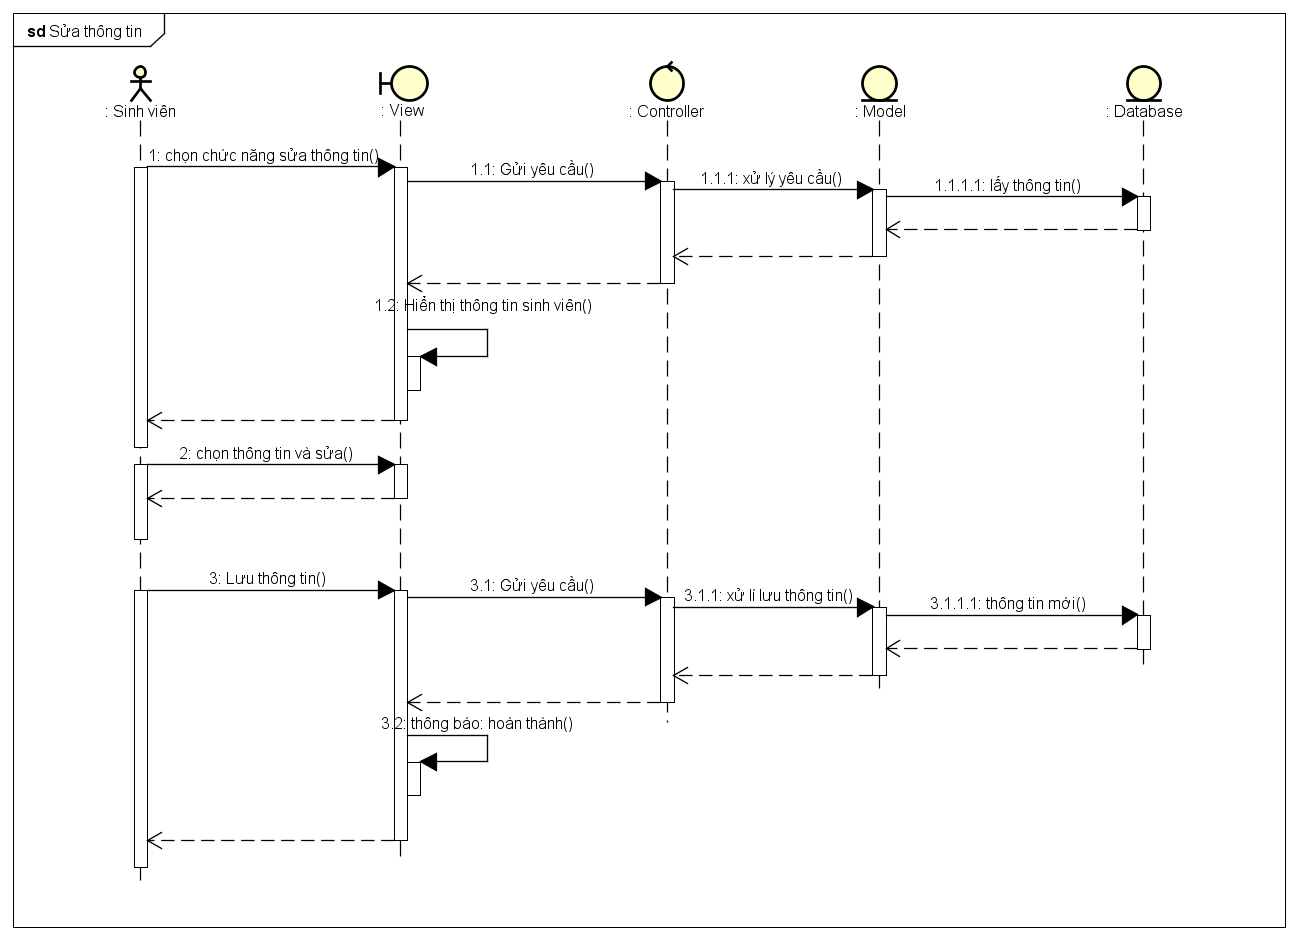 sd Sửa thông tin
: Sinh viên
: View
: Controller
: Model
: Database
1: chọn chức năng sửa thông tin()
1.1: Gửi yêu cầu()
1.1.1: xử lý yêu cầu()
1.1.1.1: lấy thông tin()
1.2: Hiển thị thông tin sinh viên()
2: chọn thông tin và sửa()
3: Lưu thông tin()
3.1: Gửi yêu cầu()
3.1.1: xử lí lưu thông tin()
3.1.1.1: thông tin mới()
3.2: thông báo: hoàn thành()